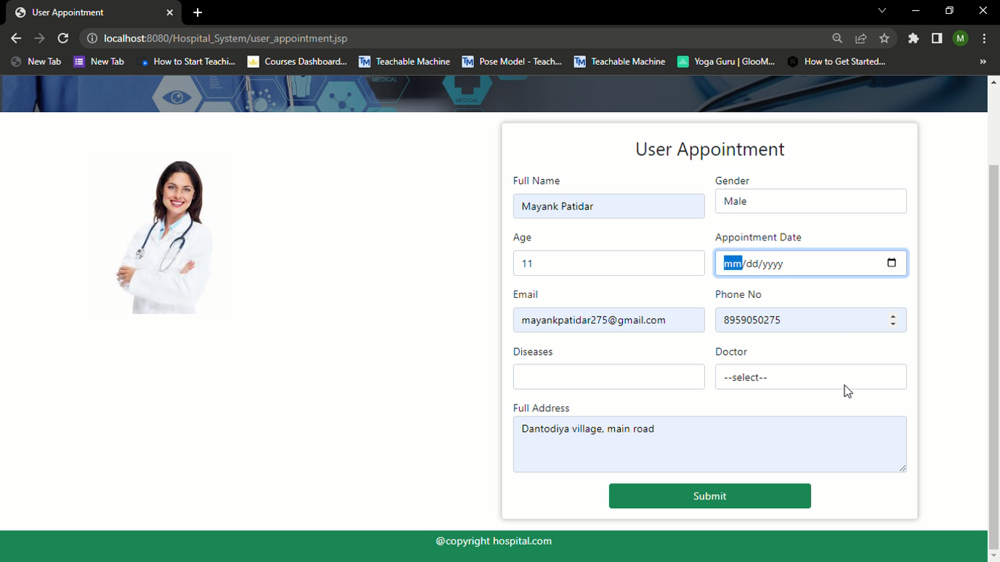 User Appointment
localhost:8080/Hospital_System/user_appointment.jsp
M
New Tab
New Tab
How to Start Teachi...
Courses Dashboard...
TM
Teachable Machine
TM
Pose Model - Teach...
TM
Teachable Machine
Yoga Guru | GlooM...
How to Get Started...
»
MEDICAL
MEDICAL
User Appointment
Full Name
Gender
Mayank Patidar
Male
Age
Appointment Date
11
mm/dd/yyyy
Email
Phone No
mayankpatidar275@gmail.com
8959050275
Diseases
Doctor
--select--
Full Address
Dantodiya village, main road
Submit
@copyright hospital.com